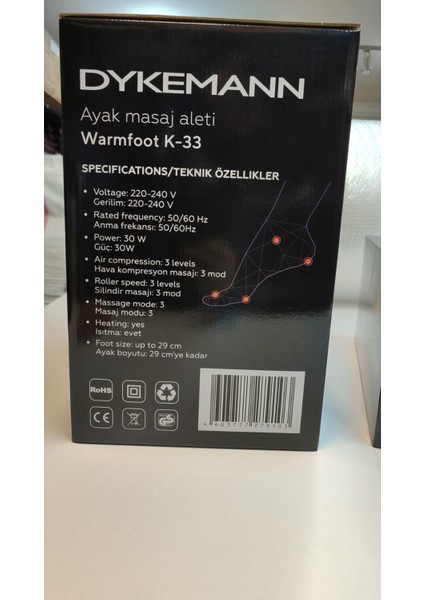 DYKEMANN
Ayak masaj aleti
Warmfoot K-33
SPECIFICATIONS/TEKNIK ÖZELLIKLER
• Voltage: 220-240 V
Gerilim: 220-240 V
• Rated frequency: 50/60 Hz
Anma frekansı: 50/60Hz
• Power: 30 W
Güç: 30W
• Air compression: 3 levels
Hava kompresyon masajı: 3 mod
• Roller speed: 3 levels
Silindir masajı: 3 mod
• Massage mode: 3
Masaj modu: 3
• Heating: yes
Isıtma: evet
• Foot size: up to 29 cm
Ayak boyutu: 29 cm'ye kadar
RoHS
CE
GS
4603777279103